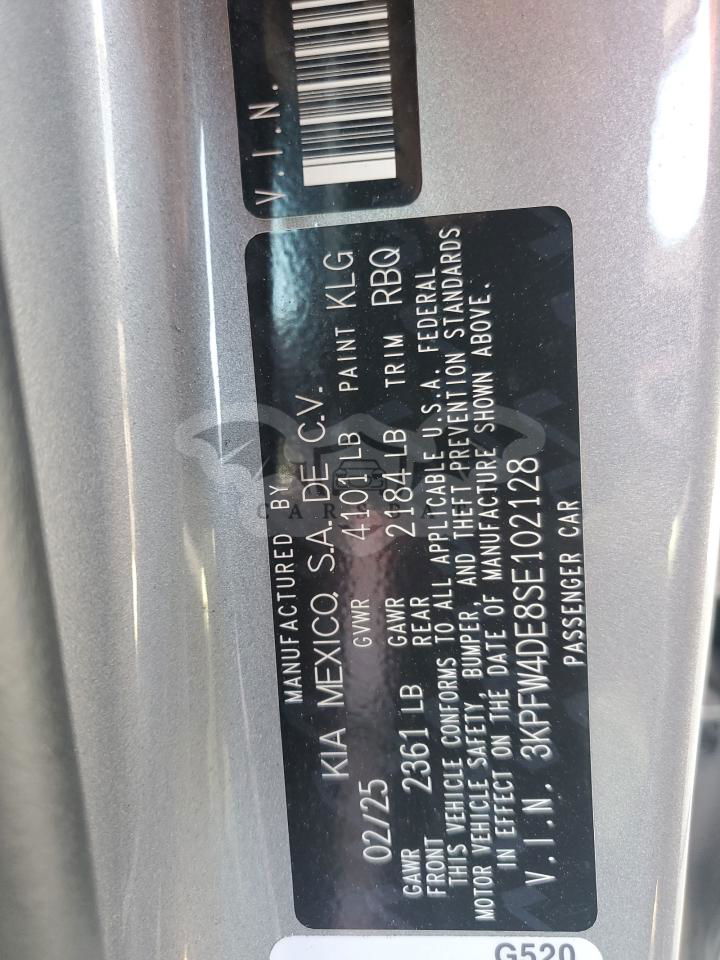 V.I.N.
MANUFACTURED BY
KIA MEXICO, S.A. DE C.V.
02/25 GVWR 4101 LB PAINT KLG
GAWR FRONT 2361 LB GAWR REAR 2184 LB TRIM RBQ
THIS VEHICLE CONFORMS TO ALL APPLICABLE U.S.A. FEDERAL
MOTOR VEHICLE SAFETY, BUMPER, AND THEFT PREVENTION STANDARDS
IN EFFECT ON THE DATE OF MANUFACTURE SHOWN ABOVE.
V.I.N. 3KPFW4DE8SE102128
PASSENGER CAR
G520